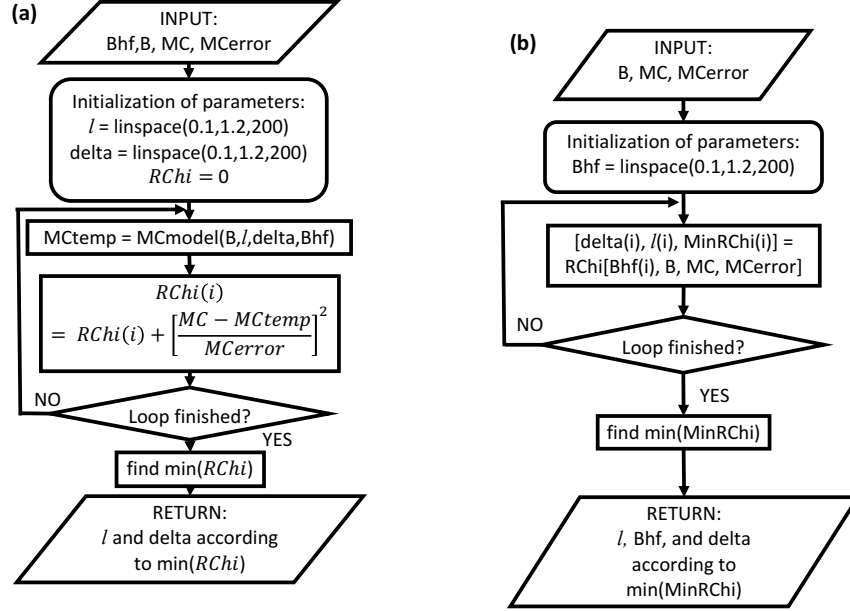 (a)
INPUT:
Bhf,B, MC, MCerror
Initialization of parameters:
l = linspace(0.1,1.2,200)
delta = linspace(0.1,1.2,200)
RChi = 0
MCtemp = MCmodel(B,l,delta,Bhf)
RChi(i)
= RChi(i) + [(MC − MCtemp)/MCerror]²
NO
Loop finished?
YES
find min(RChi)
RETURN:
l and delta according
to min(RChi)
(b)
INPUT:
B, MC, MCerror
Initialization of parameters:
Bhf = linspace(0.1,1.2,200)
[delta(i), l(i), MinRChi(i)] =
RChi[Bhf(i), B, MC, MCerror]
NO
Loop finished?
YES
find min(MinRChi)
RETURN:
l, Bhf, and delta
according to
min(MinRChi)